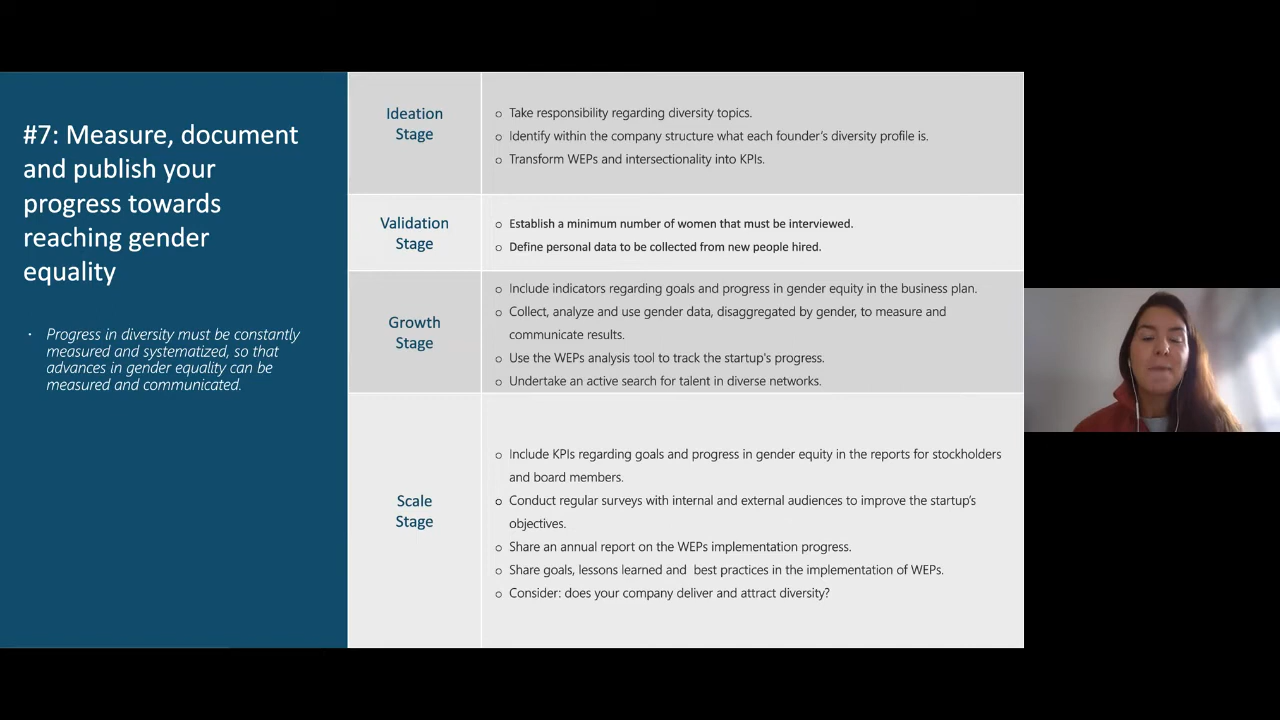 #7: Measure, document
and publish your
progress towards
reaching gender
equality
· Progress in diversity must be constantly
measured and systematized, so that
advances in gender equality can be
measured and communicated.
Ideation
Stage
o Take responsibility regarding diversity topics.
o Identify within the company structure what each founder's diversity profile is.
o Transform WEPs and intersectionality into KPIs.
Validation
Stage
o Establish a minimum number of women that must be interviewed.
o Define personal data to be collected from new people hired.
Growth
Stage
o Include indicators regarding goals and progress in gender equity in the business plan.
o Collect, analyze and use gender data, disaggregated by gender, to measure and
communicate results.
o Use the WEPs analysis tool to track the startup's progress.
o Undertake an active search for talent in diverse networks.
Scale
Stage
o Include KPIs regarding goals and progress in gender equity in the reports for stockholders
and board members.
o Conduct regular surveys with internal and external audiences to improve the startup's
objectives.
o Share an annual report on the WEPs implementation progress.
o Share goals, lessons learned and best practices in the implementation of WEPs.
o Consider: does your company deliver and attract diversity?